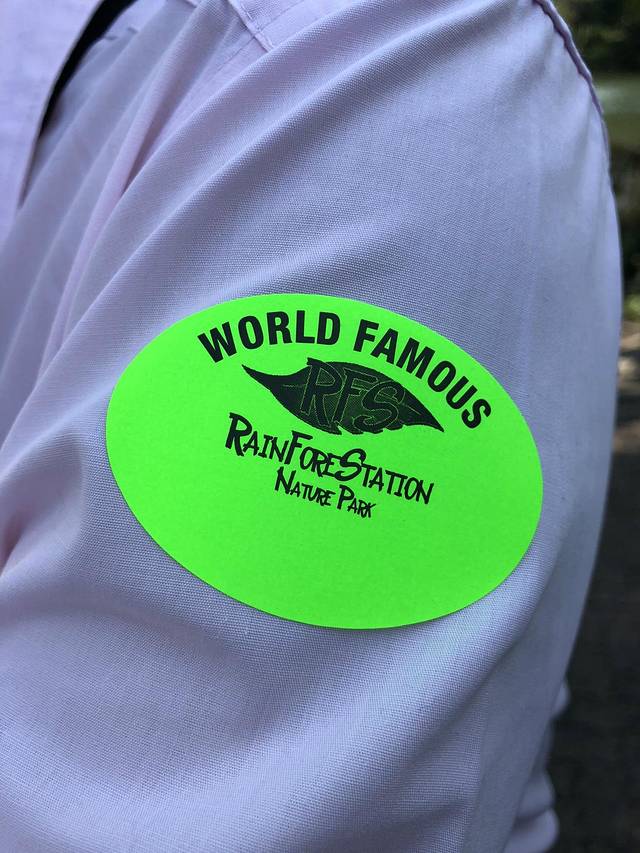 WORLD FAMOUS
RFS
RAINFORESTATION
NATURE PARK